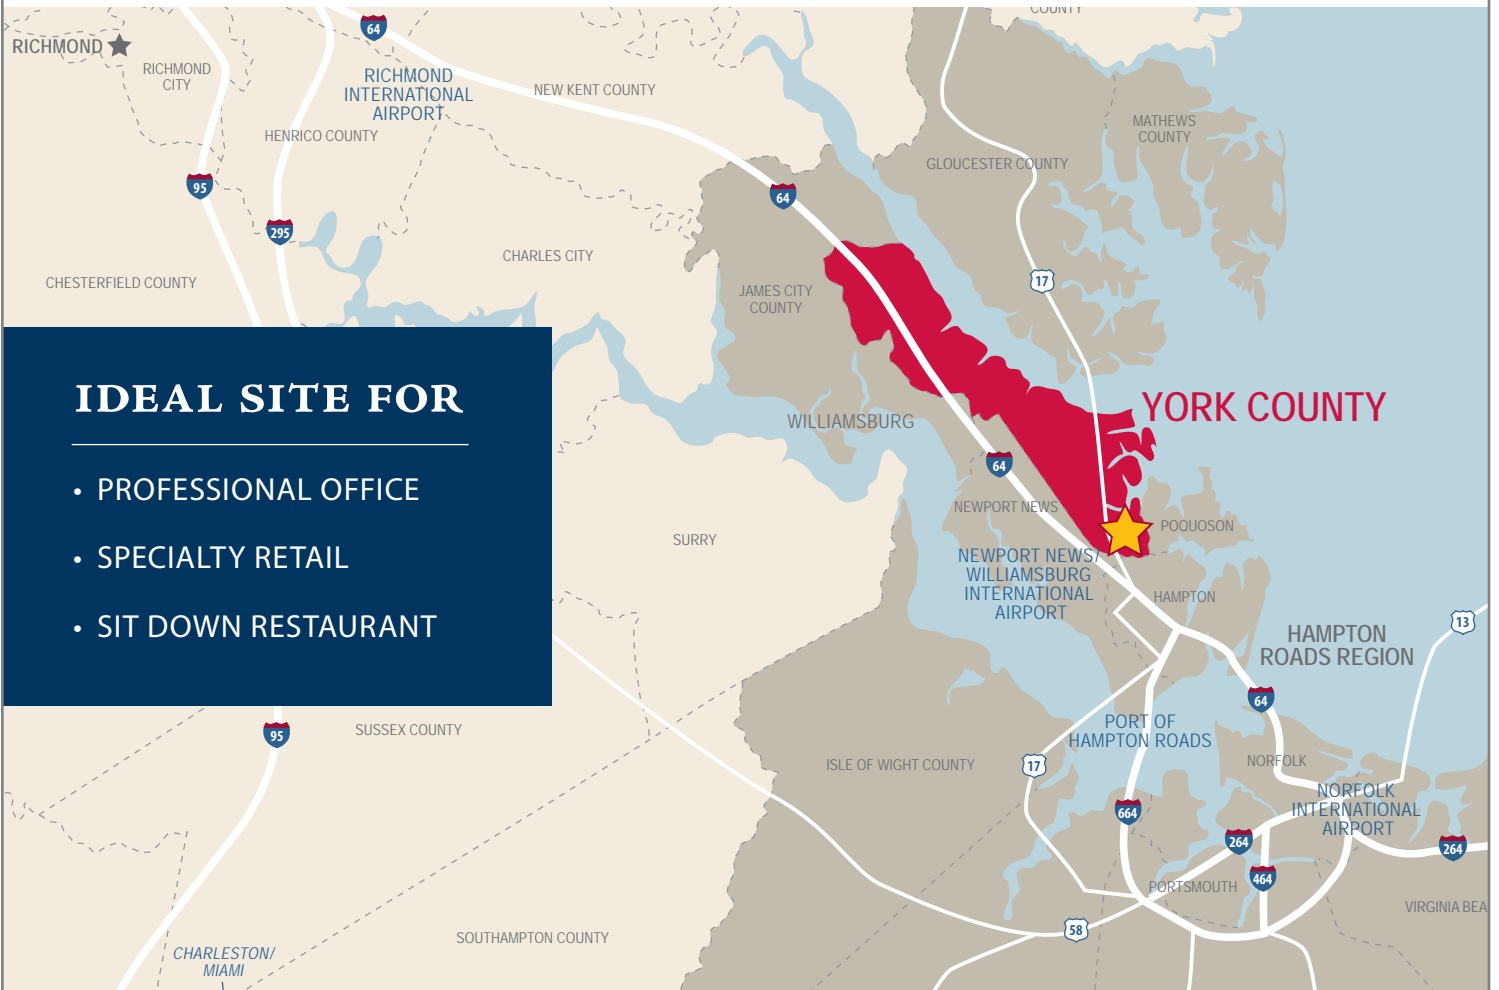 COUNTY
64
RICHMOND
RICHMOND
CITY
RICHMOND
INTERNATIONAL
AIRPORT
NEW KENT COUNTY
MATHEWS
COUNTY
HENRICO COUNTY
GLOUCESTER COUNTY
95
64
295
CHARLES CITY
CHESTERFIELD COUNTY
17
JAMES CITY
COUNTY
IDEAL SITE FOR
• PROFESSIONAL OFFICE
• SPECIALTY RETAIL
• SIT DOWN RESTAURANT
YORK COUNTY
WILLIAMSBURG
64
NEWPORT NEWS
POQUOSON
SURRY
NEWPORT NEWS/
WILLIAMSBURG
INTERNATIONAL
AIRPORT
HAMPTON
13
HAMPTON
ROADS REGION
64
95
SUSSEX COUNTY
PORT OF
HAMPTON ROADS
ISLE OF WIGHT COUNTY
17
NORFOLK
NORFOLK
INTERNATIONAL
AIRPORT
664
264
264
464
PORTSMOUTH
VIRGINIA BEA
58
SOUTHAMPTON COUNTY
CHARLESTON/
MIAMI